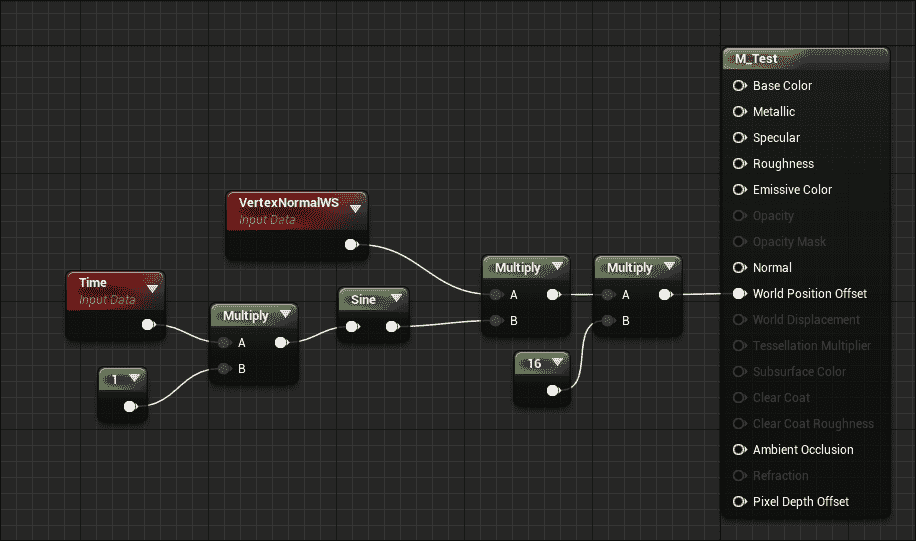 M_Test
Base Color
Metallic
Specular
Roughness
Emissive Color
Opacity
Opacity Mask
Normal
World Position Offset
World Displacement
Tessellation Multiplier
Subsurface Color
Clear Coat
Clear Coat Roughness
Ambient Occlusion
Refraction
Pixel Depth Offset
VertexNormalWS
Input Data
Time
Input Data
1
Multiply
A
B
Sine
Multiply
A
B
16
Multiply
A
B